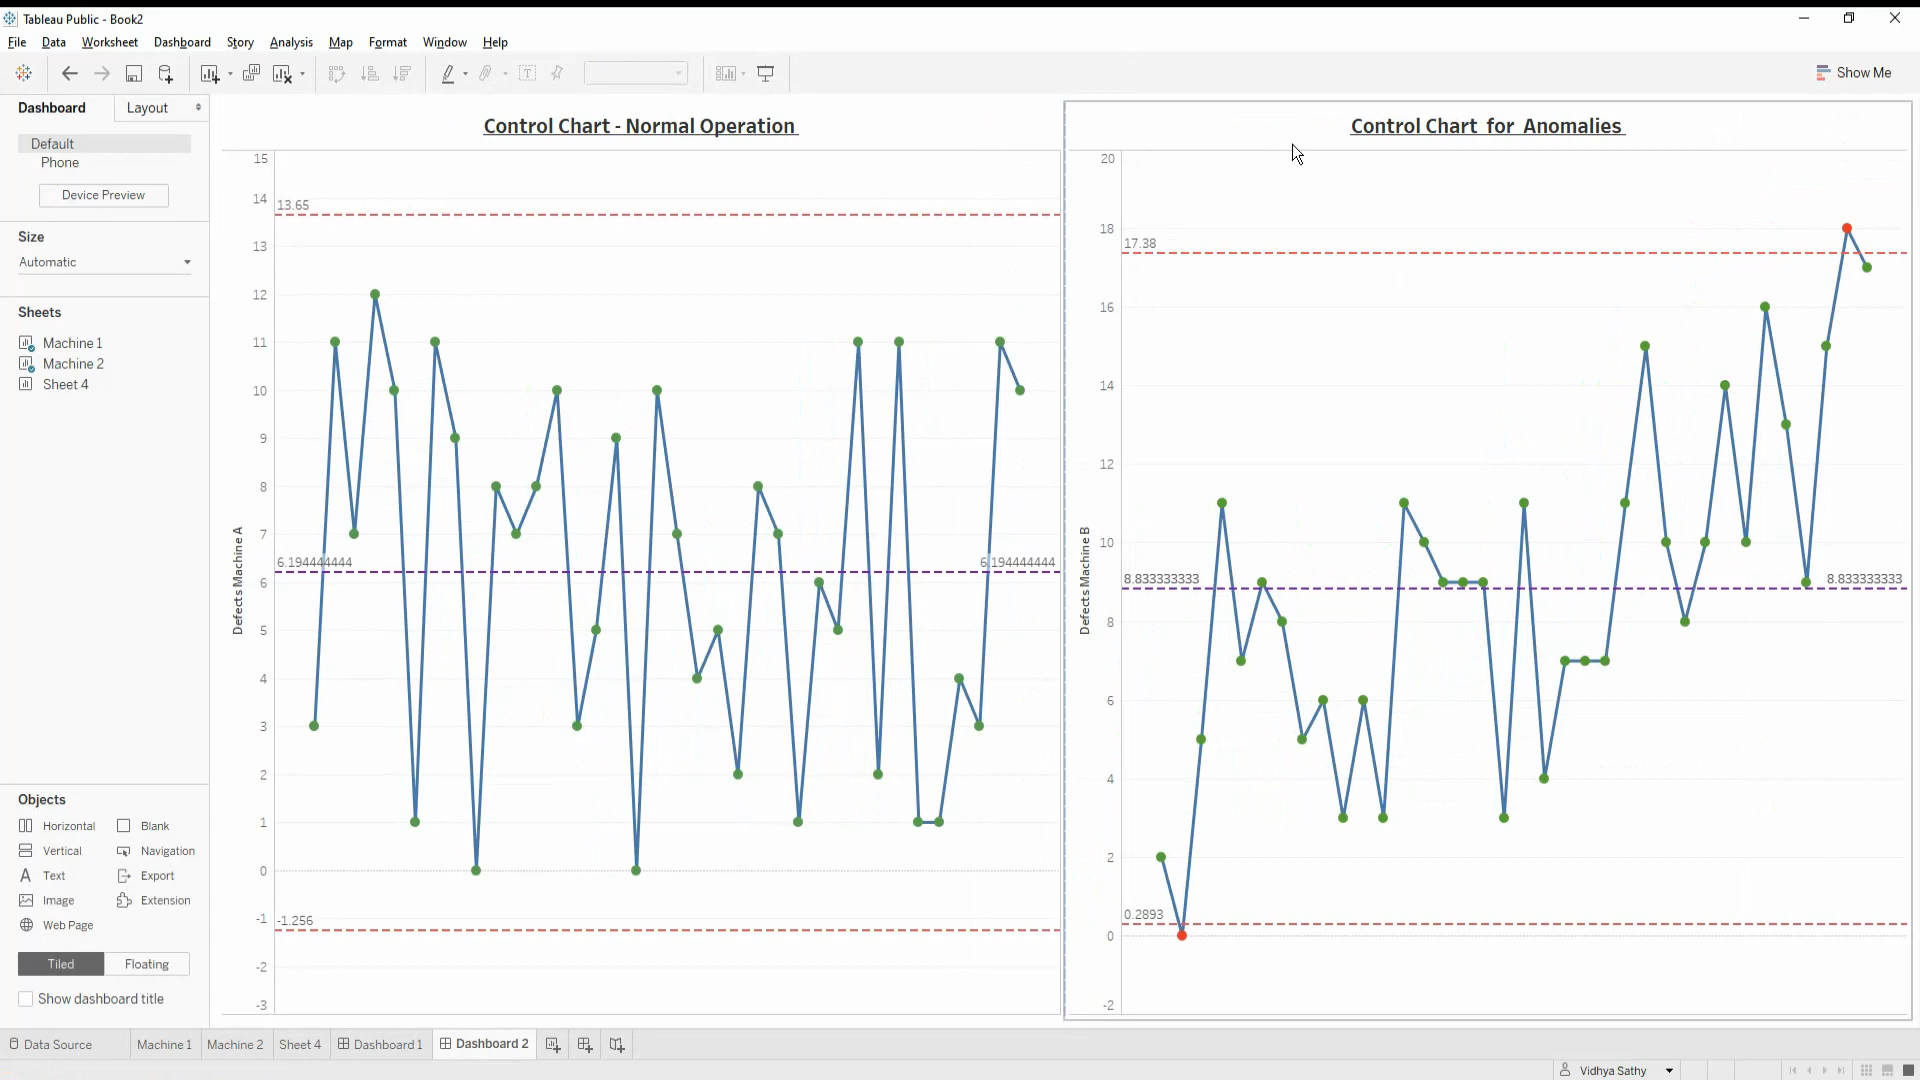 Tableau Public - Book2
File Data Worksheet Dashboard Story Analysis Map Format Window Help
Show Me
Dashboard Layout
Default
Phone
Device Preview
Size
Automatic
Sheets
Machine 1
Machine 2
Sheet 4
Objects
Horizontal Blank
Vertical Navigation
Text Export
Image Extension
Web Page
Tiled Floating
Show dashboard title
Control Chart - Normal Operation
15
14
13
12
11
10
9
8
7
6
5
4
3
2
1
0
-1
-2
-3
Defects Machine A
13.65
6.194444444 6.194444444
-1.256
Control Chart for Anomalies
20
18
16
14
12
10
8
6
4
2
0
-2
Defects Machine B
17.38
8.833333333 8.833333333
0.2893
Data Source Machine 1 Machine 2 Sheet 4 Dashboard 1 Dashboard 2
Vidhya Sathy